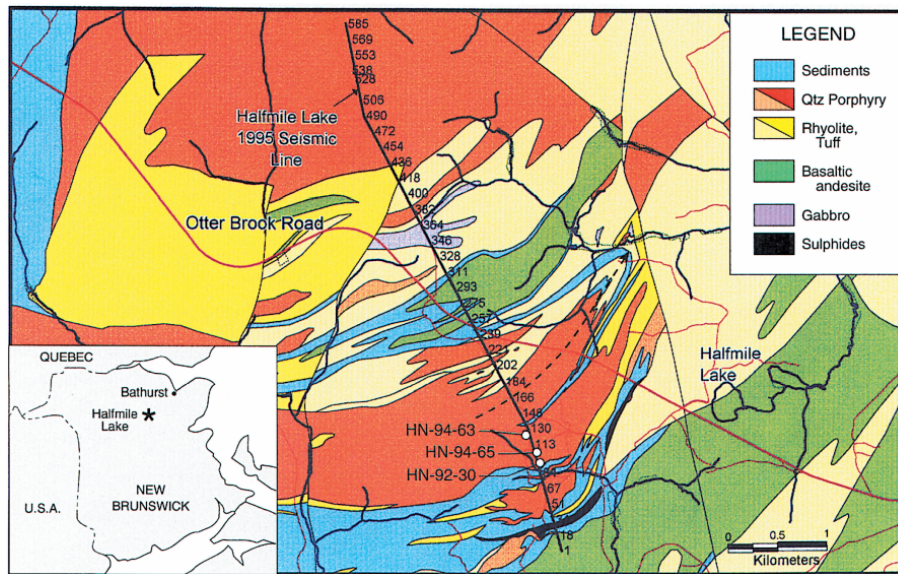 585
569
553
538
528
506
490
472
454
436
418
400
382
364
346
328
311
293
275
257
239
221
202
184
166
148
130
113
67
51
18
1
Halfmile Lake
1995 Seismic
Line
Otter Brook Road
Halfmile
Lake
HN-94-63
HN-94-65
HN-92-30
LEGEND
Sediments
Qtz Porphyry
Rhyolite,
Tuff
Basaltic
andesite
Gabbro
Sulphides
QUEBEC
Bathurst
Halfmile
Lake
NEW
BRUNSWICK
U.S.A.
0 0.5 1
Kilometers